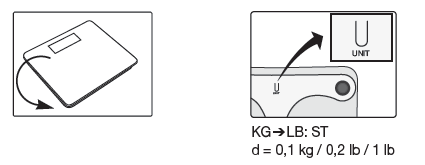 U
UNIT
U
KG➔LB: ST
d = 0,1 kg / 0,2 lb / 1 lb